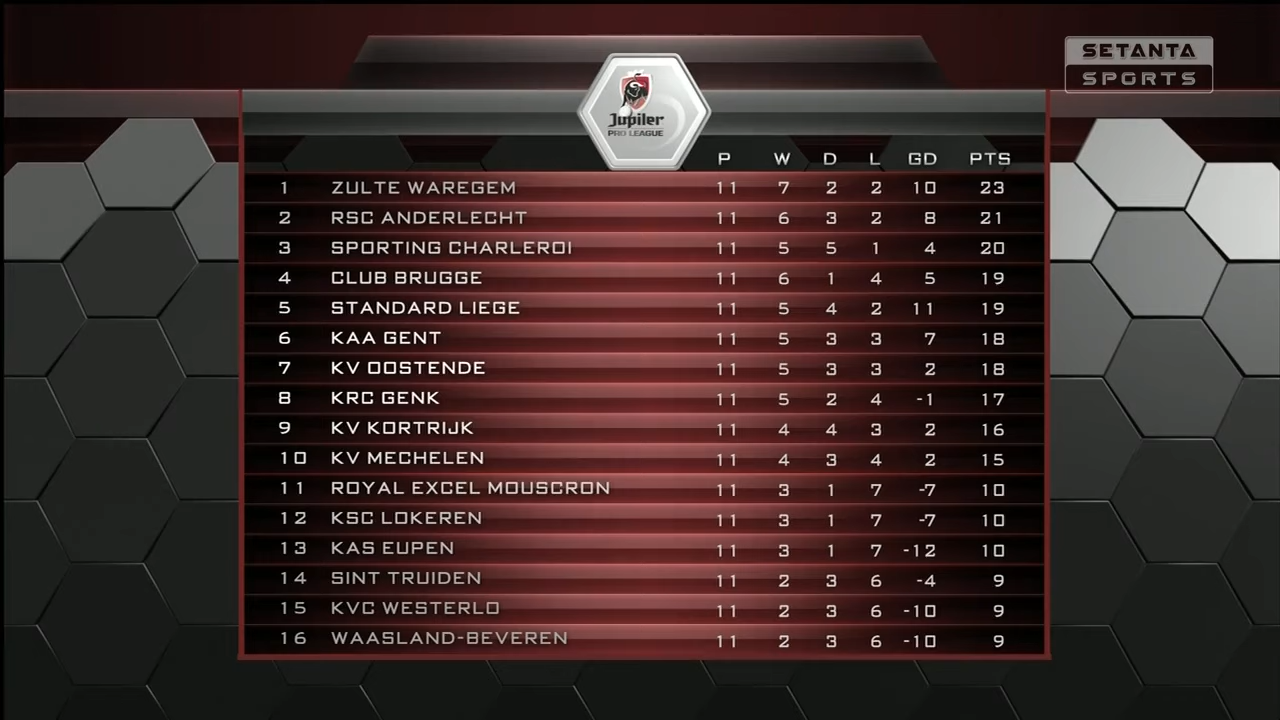 SETANTA
SPORTS
Jupiler
PRO LEAGUE
P W D L GD PTS
1 ZULTE WAREGEM 11 7 2 2 10 23
2 RSC ANDERLECHT 11 6 3 2 8 21
3 SPORTING CHARLEROI 11 5 5 1 4 20
4 CLUB BRUGGE 11 6 1 4 5 19
5 STANDARD LIEGE 11 5 4 2 11 19
6 KAA GENT 11 5 3 3 7 18
7 KV OOSTENDE 11 5 3 3 2 18
8 KRC GENK 11 5 2 4 -1 17
9 KV KORTRIJK 11 4 4 3 2 16
10 KV MECHELEN 11 4 3 4 2 15
11 ROYAL EXCEL MOUSCRON 11 3 1 7 -7 10
12 KSC LOKEREN 11 3 1 7 -7 10
13 KAS EUPEN 11 3 1 7 -12 10
14 SINT TRUIDEN 11 2 3 6 -4 9
15 KVC WESTERLO 11 2 3 6 -10 9
16 WAASLAND-BEVEREN 11 2 3 6 -10 9